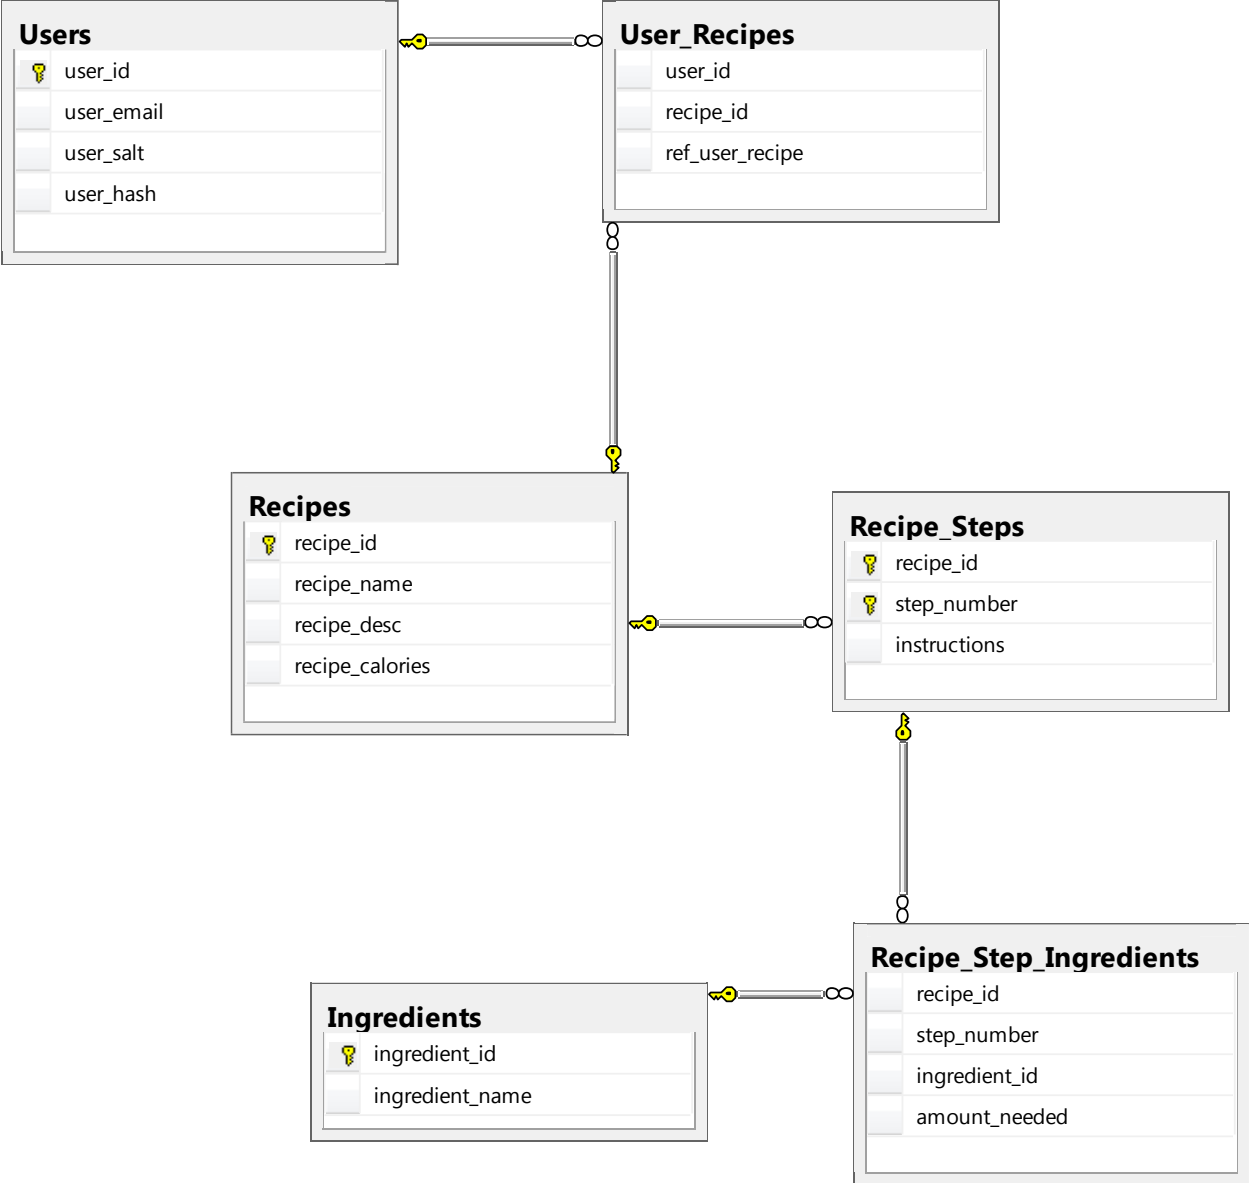 Users
user_id
user_email
user_salt
user_hash
User_Recipes
user_id
recipe_id
ref_user_recipe
Recipes
recipe_id
recipe_name
recipe_desc
recipe_calories
Recipe_Steps
recipe_id
step_number
instructions
Ingredients
ingredient_id
ingredient_name
Recipe_Step_Ingredients
recipe_id
step_number
ingredient_id
amount_needed